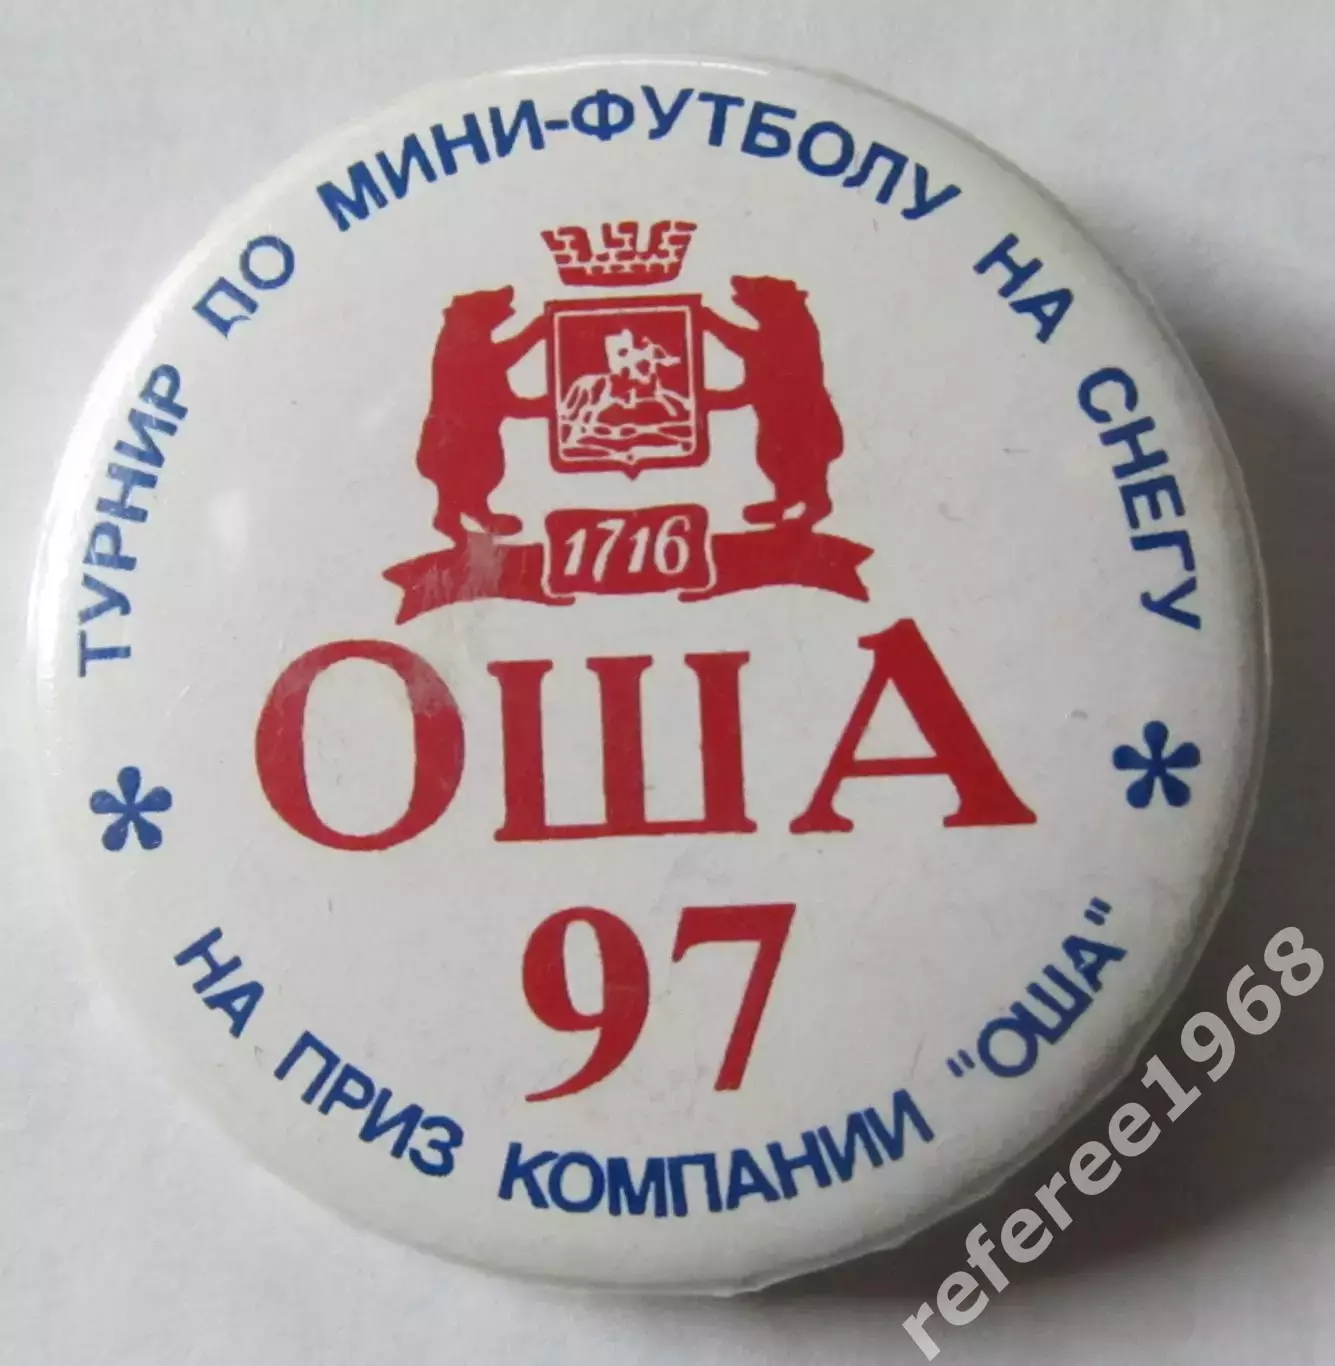 ТУРНИР ПО МИНИ-ФУТБОЛУ НА СНЕГУ
1716
ОША
97
* НА ПРИЗ КОМПАНИИ "ОША" *
referee1968